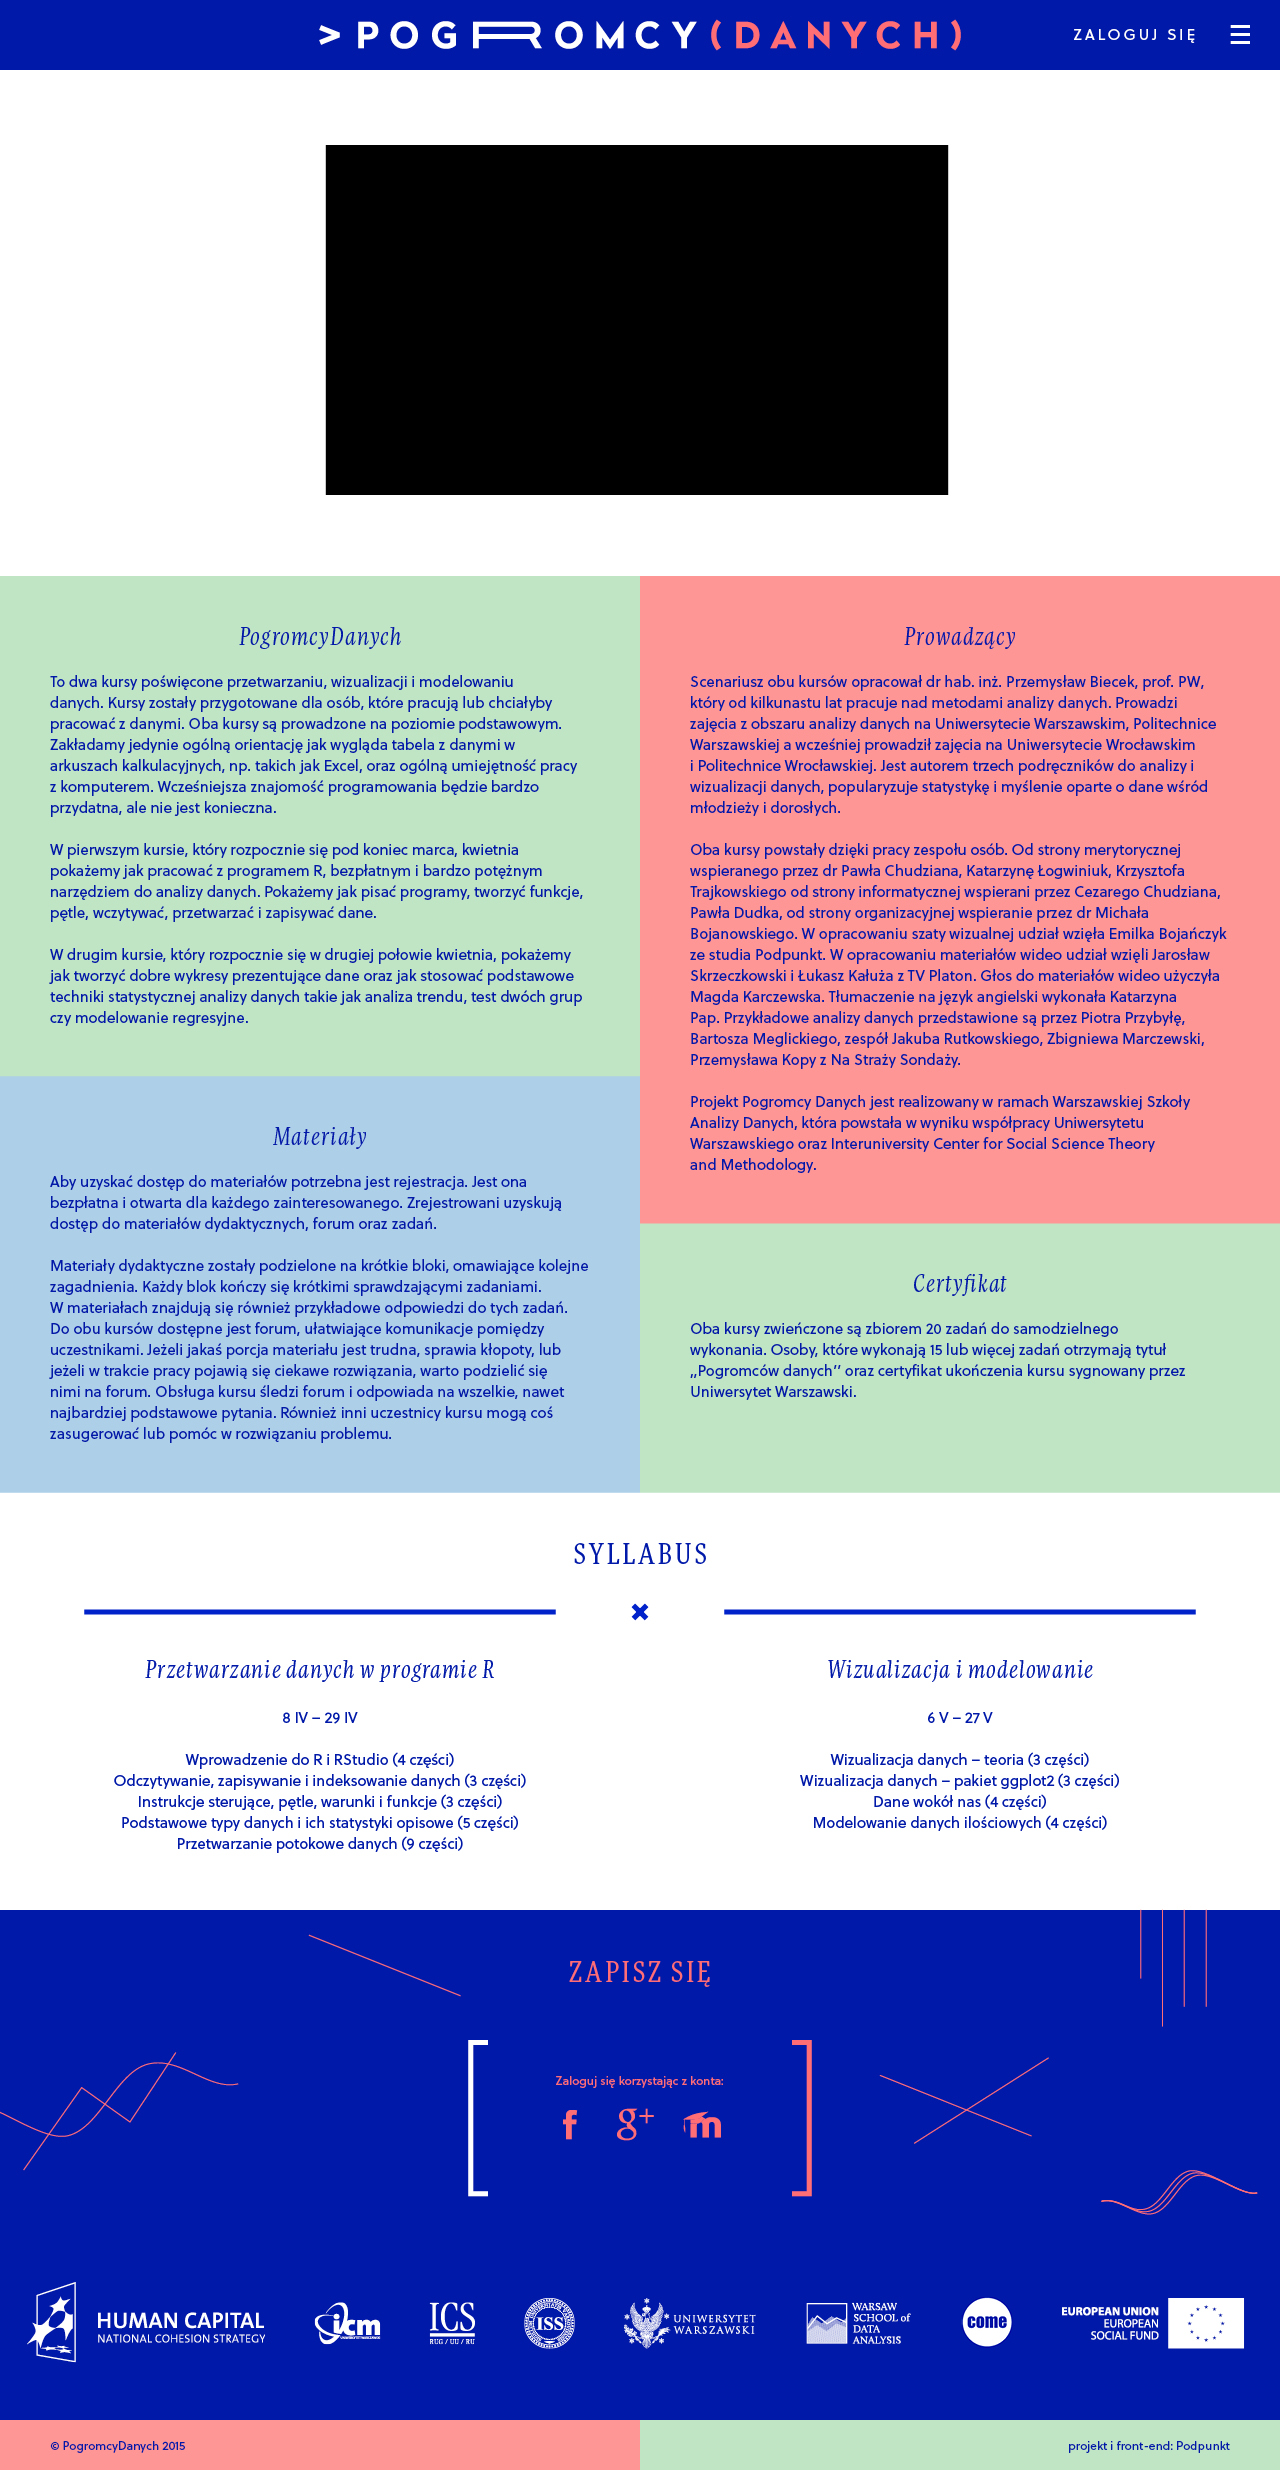 > POGROMCY(DANYCH)
ZALOGUJ SIĘ
PogromcyDanych
To dwa kursy poświęcone przetwarzaniu, wizualizacji i modelowaniu
danych. Kursy zostały przygotowane dla osób, które pracują lub chciałyby
pracować z danymi. Oba kursy są prowadzone na poziomie podstawowym.
Zakładamy jedynie ogólną orientację jak wygląda tabela z danymi w
arkuszach kalkulacyjnych, np. takich jak Excel, oraz ogólną umiejętność pracy
z komputerem. Wcześniejsza znajomość programowania będzie bardzo
przydatna, ale nie jest konieczna.
W pierwszym kursie, który rozpocznie się pod koniec marca, kwietnia
pokażemy jak pracować z programem R, bezpłatnym i bardzo potężnym
narzędziem do analizy danych. Pokażemy jak pisać programy, tworzyć funkcje,
pętle, wczytywać, przetwarzać i zapisywać dane.
W drugim kursie, który rozpocznie się w drugiej połowie kwietnia, pokażemy
jak tworzyć dobre wykresy prezentujące dane oraz jak stosować podstawowe
techniki statystycznej analizy danych takie jak analiza trendu, test dwóch grup
czy modelowanie regresyjne.
Materiały
Aby uzyskać dostęp do materiałów potrzebna jest rejestracja. Jest ona
bezpłatna i otwarta dla każdego zainteresowanego. Zrejestrowani uzyskują
dostęp do materiałów dydaktycznych, forum oraz zadań.
Materiały dydaktyczne zostały podzielone na krótkie bloki, omawiające kolejne
zagadnienia. Każdy blok kończy się krótkimi sprawdzającymi zadaniami.
W materiałach znajdują się również przykładowe odpowiedzi do tych zadań.
Do obu kursów dostępne jest forum, ułatwiające komunikacje pomiędzy
uczestnikami. Jeżeli jakaś porcja materiału jest trudna, sprawia kłopoty, lub
jeżeli w trakcie pracy pojawią się ciekawe rozwiązania, warto podzielić się
nimi na forum. Obsługa kursu śledzi forum i odpowiada na wszelkie, nawet
najbardziej podstawowe pytania. Również inni uczestnicy kursu mogą coś
zasugerować lub pomóc w rozwiązaniu problemu.
Prowadzący
Scenariusz obu kursów opracował dr hab. inż. Przemysław Biecek, prof. PW,
który od kilkunastu lat pracuje nad metodami analizy danych. Prowadzi
zajęcia z obszaru analizy danych na Uniwersytecie Warszawskim, Politechnice
Warszawskiej a wcześniej prowadził zajęcia na Uniwersytecie Wrocławskim
i Politechnice Wrocławskiej. Jest autorem trzech podręczników do analizy i
wizualizacji danych, popularyzuje statystykę i myślenie oparte o dane wśród
młodzieży i dorosłych.
Oba kursy powstały dzięki pracy zespołu osób. Od strony merytorycznej
wspieranego przez dr Pawła Chudziana, Katarzynę Łogwiniuk, Krzysztofa
Trajkowskiego od strony informatycznej wspierani przez Cezarego Chudziana,
Pawła Dudka, od strony organizacyjnej wspieranie przez dr Michała
Bojanowskiego. W opracowaniu szaty wizualnej udział wzięła Emilka Bojańczyk
ze studia Podpunkt. W opracowaniu materiałów wideo udział wzięli Jarosław
Skrzeczkowski i Łukasz Kałuża z TV Platon. Głos do materiałów wideo użyczyła
Magda Karczewska. Tłumaczenie na język angielski wykonała Katarzyna
Pap. Przykładowe analizy danych przedstawione są przez Piotra Przybyłę,
Bartosza Meglickiego, zespół Jakuba Rutkowskiego, Zbigniewa Marczewski,
Przemysława Kopy z Na Straży Sondaży.
Projekt Pogromcy Danych jest realizowany w ramach Warszawskiej Szkoły
Analizy Danych, która powstała w wyniku współpracy Uniwersytetu
Warszawskiego oraz Interuniversity Center for Social Science Theory
and Methodology.
Certyfikat
Oba kursy zwieńczone są zbiorem 20 zadań do samodzielnego
wykonania. Osoby, które wykonają 15 lub więcej zadań otrzymają tytuł
„Pogromców danych” oraz certyfikat ukończenia kursu sygnowany przez
Uniwersytet Warszawski.
SYLLABUS
Przetwarzanie danych w programie R
8 IV – 29 IV
Wprowadzenie do R i RStudio (4 części)
Odczytywanie, zapisywanie i indeksowanie danych (3 części)
Instrukcje sterujące, pętle, warunki i funkcje (3 części)
Podstawowe typy danych i ich statystyki opisowe (5 części)
Przetwarzanie potokowe danych (9 części)
Wizualizacja i modelowanie
6 V – 27 V
Wizualizacja danych – teoria (3 części)
Wizualizacja danych – pakiet ggplot2 (3 części)
Dane wokół nas (4 części)
Modelowanie danych ilościowych (4 części)
ZAPISZ SIĘ
Zaloguj się korzystając z konta:
f g+ m
HUMAN CAPITAL
NATIONAL COHESION STRATEGY
icm
ICS
RUG / UU / RU
ISS
UNIWERSYTET
WARSZAWSKI
WARSAW
SCHOOL of
DATA
ANALYSIS
come
EUROPEAN UNION
EUROPEAN
SOCIAL FUND
© PogromcyDanych 2015
projekt i front-end: Podpunkt